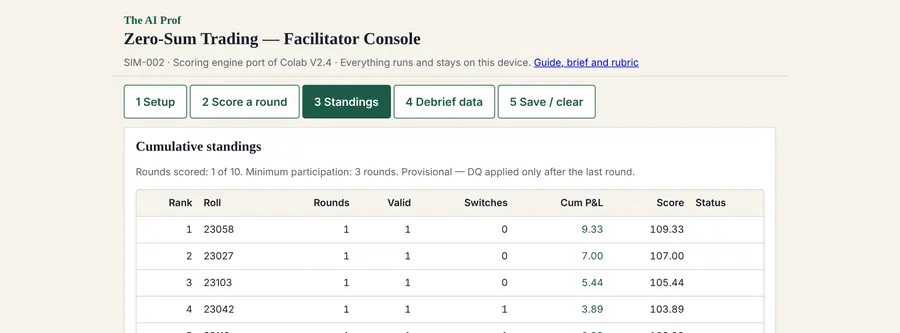 The AI Prof
Zero-Sum Trading — Facilitator Console
SIM-002 · Scoring engine port of Colab V2.4 · Everything runs and stays on this device. Guide, brief and rubric
1 Setup 2 Score a round 3 Standings 4 Debrief data 5 Save / clear
Cumulative standings
Rounds scored: 1 of 10. Minimum participation: 3 rounds. Provisional — DQ applied only after the last round.
Rank Roll Rounds Valid Switches Cum P&L Score Status
1 23058 1 1 0 9.33 109.33
2 23027 1 1 0 7.00 107.00
3 23103 1 1 0 5.44 105.44
4 23042 1 1 1 3.89 103.89